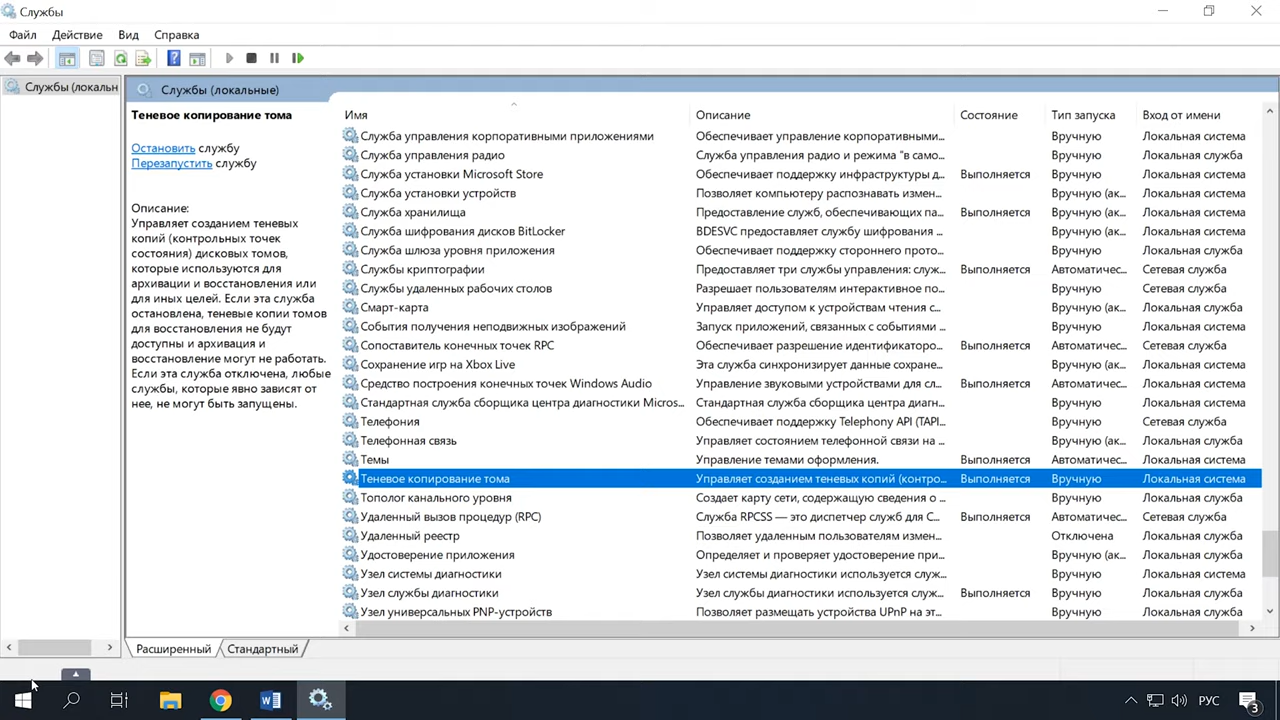 Службы
Файл Действие Вид Справка
Службы (локальн
Службы (локальные)
Теневое копирование тома
Остановить службу
Перезапустить службу
Описание:
Управляет созданием теневых
копий (контрольных точек
состояния) дисковых томов,
которые используются для
архивации и восстановления или
для иных целей. Если эта служба
остановлена, теневые копии томов
для восстановления не будут
доступны и архивация и
восстановление могут не работать.
Если эта служба отключена, любые
службы, которые явно зависят от
нее, не могут быть запущены.
Имя Описание Состояние Тип запуска Вход от имени
Служба управления корпоративными приложениями Обеспечивает управление корпоративными... Вручную Локальная система
Служба управления радио Служба управления радио и режима "в само... Вручную Локальная служба
Служба установки Microsoft Store Обеспечивает поддержку инфраструктуры д... Выполняется Вручную Локальная система
Служба установки устройств Позволяет компьютеру распознавать измен... Вручную (ак... Локальная система
Служба хранилища Предоставление служб, обеспечивающих па... Выполняется Вручную (ак... Локальная система
Служба шифрования дисков BitLocker BDESVC предоставляет службу шифрования ... Вручную (ак... Локальная система
Служба шлюза уровня приложения Обеспечивает поддержку стороннего прото... Вручную Локальная служба
Службы криптографии Предоставляет три службы управления: служ... Выполняется Автоматичес... Сетевая служба
Службы удаленных рабочих столов Разрешает пользователям интерактивное по... Вручную Сетевая служба
Смарт-карта Управляет доступом к устройствам чтения с... Вручную (ак... Локальная служба
События получения неподвижных изображений Запуск приложений, связанных с событиями ... Вручную Локальная система
Сопоставитель конечных точек RPC Обеспечивает разрешение идентификаторо... Выполняется Автоматичес... Сетевая служба
Сохранение игр на Xbox Live Эта служба синхронизирует данные сохране... Вручную (ак... Локальная система
Средство построения конечных точек Windows Audio Управление звуковыми устройствами для сл... Выполняется Автоматичес... Локальная система
Стандартная служба сборщика центра диагностики Micros... Стандартная служба сборщика центра диагн... Вручную Локальная система
Телефония Обеспечивает поддержку Telephony API (TAPI... Вручную Сетевая служба
Телефонная связь Управляет состоянием телефонной связи на ... Вручную (ак... Локальная служба
Темы Управление темами оформления. Выполняется Автоматичес... Локальная система
Теневое копирование тома Управляет созданием теневых копий (контро... Выполняется Вручную Локальная система
Тополог канального уровня Создает карту сети, содержащую сведения о ... Вручную Локальная служба
Удаленный вызов процедур (RPC) Служба RPCSS — это диспетчер служб для C... Выполняется Автоматичес... Сетевая служба
Удаленный реестр Позволяет удаленным пользователям измен... Отключена Локальная служба
Удостоверение приложения Определяет и проверяет удостоверение при... Вручную (ак... Локальная служба
Узел системы диагностики Узел системы диагностики используется служ... Вручную Локальная система
Узел службы диагностики Узел службы диагностики используется служ... Выполняется Вручную Локальная служба
Узел универсальных PNP-устройств Позволяет размещать устройства UPnP на эт... Вручную Локальная служба
Расширенный Стандартный
РУС 3